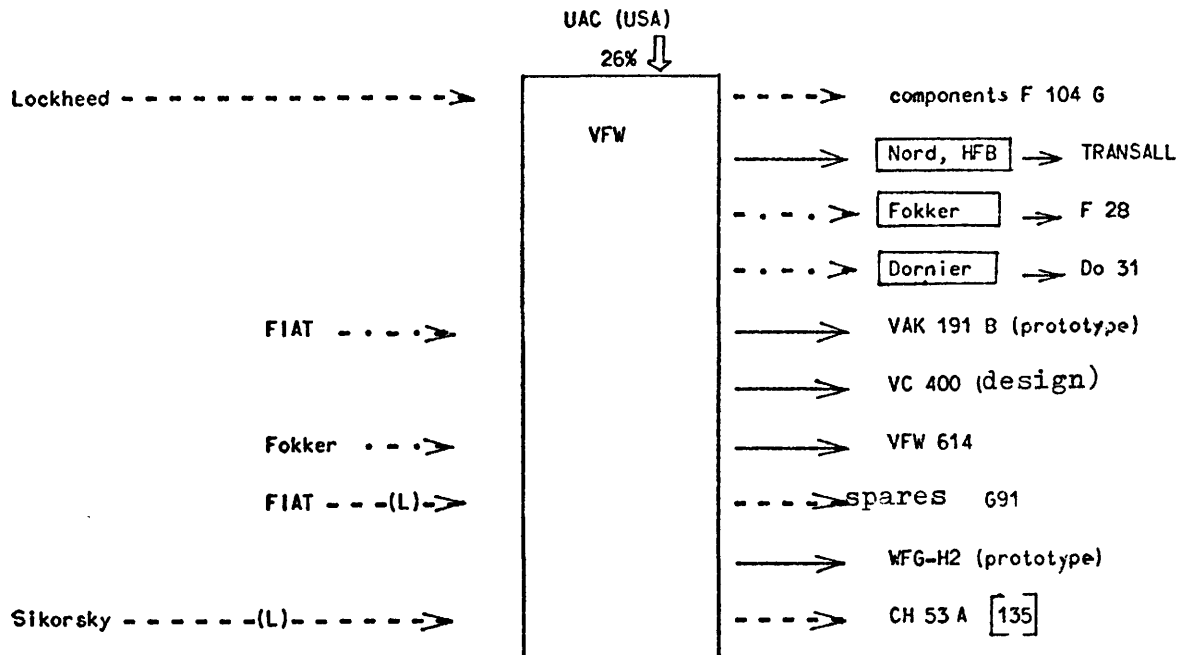 UAC (USA)
26%
Lockheed components F 104 G
VFW
Nord, HFB TRANSALL
Fokker F 28
Dornier Do 31
FIAT VAK 191 B (prototype)
VC 400 (design)
Fokker VFW 614
FIAT (L) spares G91
WFG-H2 (prototype)
Sikorsky (L) CH 53 A [135]